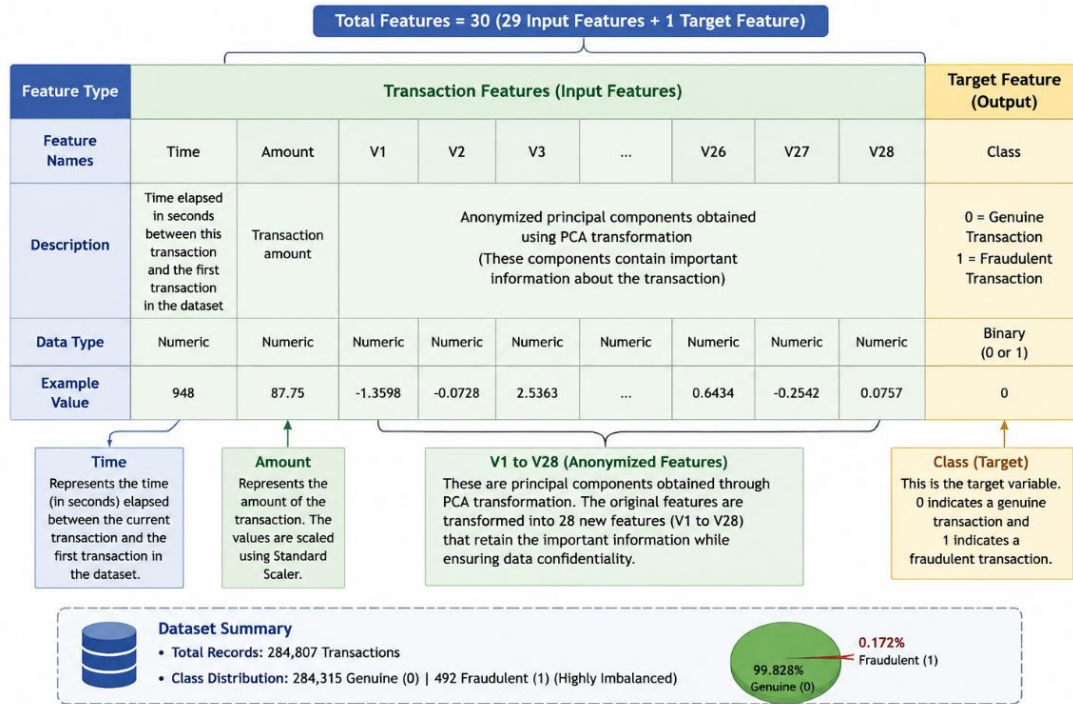 Total Features = 30 (29 Input Features + 1 Target Feature)
Feature Type
Transaction Features (Input Features)
Target Feature
(Output)
Feature
Names
Time
Amount
V1
V2
V3
...
V26
V27
V28
Class
Description
Time elapsed
in seconds
between this
transaction
and the first
transaction
in the dataset
Transaction
amount
Anonymized principal components obtained
using PCA transformation
(These components contain important
information about the transaction)
0 = Genuine
Transaction
1 = Fraudulent
Transaction
Data Type
Numeric
Numeric
Numeric
Numeric
Numeric
Numeric
Numeric
Numeric
Numeric
Binary
(0 or 1)
Example
Value
948
87.75
-1.3598
-0.0728
2.5363
...
0.6434
-0.2542
0.0757
0
Time
Represents the time
(in seconds) elapsed
between the current
transaction and the
first transaction in
the dataset.
Amount
Represents the
amount of the
transaction. The
values are scaled
using Standard
Scaler.
V1 to V28 (Anonymized Features)
These are principal components obtained through
PCA transformation. The original features are
transformed into 28 new features (V1 to V28)
that retain the important information while
ensuring data confidentiality.
Class (Target)
This is the target variable.
0 indicates a genuine
transaction and
1 indicates a
fraudulent transaction.
Dataset Summary
• Total Records: 284,807 Transactions
• Class Distribution: 284,315 Genuine (0) | 492 Fraudulent (1) (Highly Imbalanced)
0.172%
Fraudulent (1)
99.828%
Genuine (0)